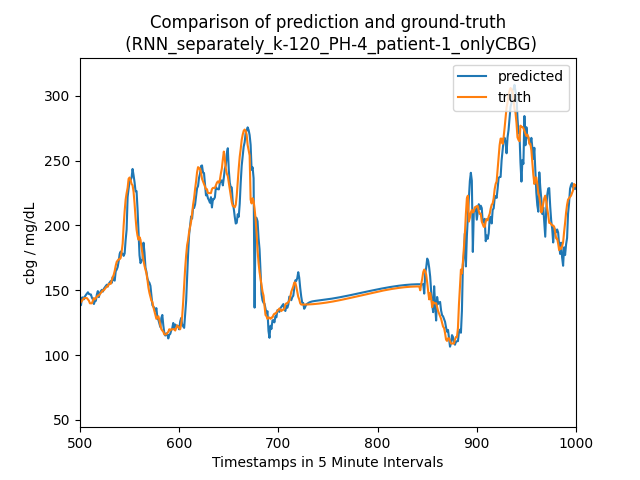 Comparison of prediction and ground-truth
(RNN_separately_k-120_PH-4_patient-1_onlyCBG)
predicted
truth
cbg / mg/dL
300
250
200
150
100
50
500
600
700
800
900
1000
Timestamps in 5 Minute Intervals